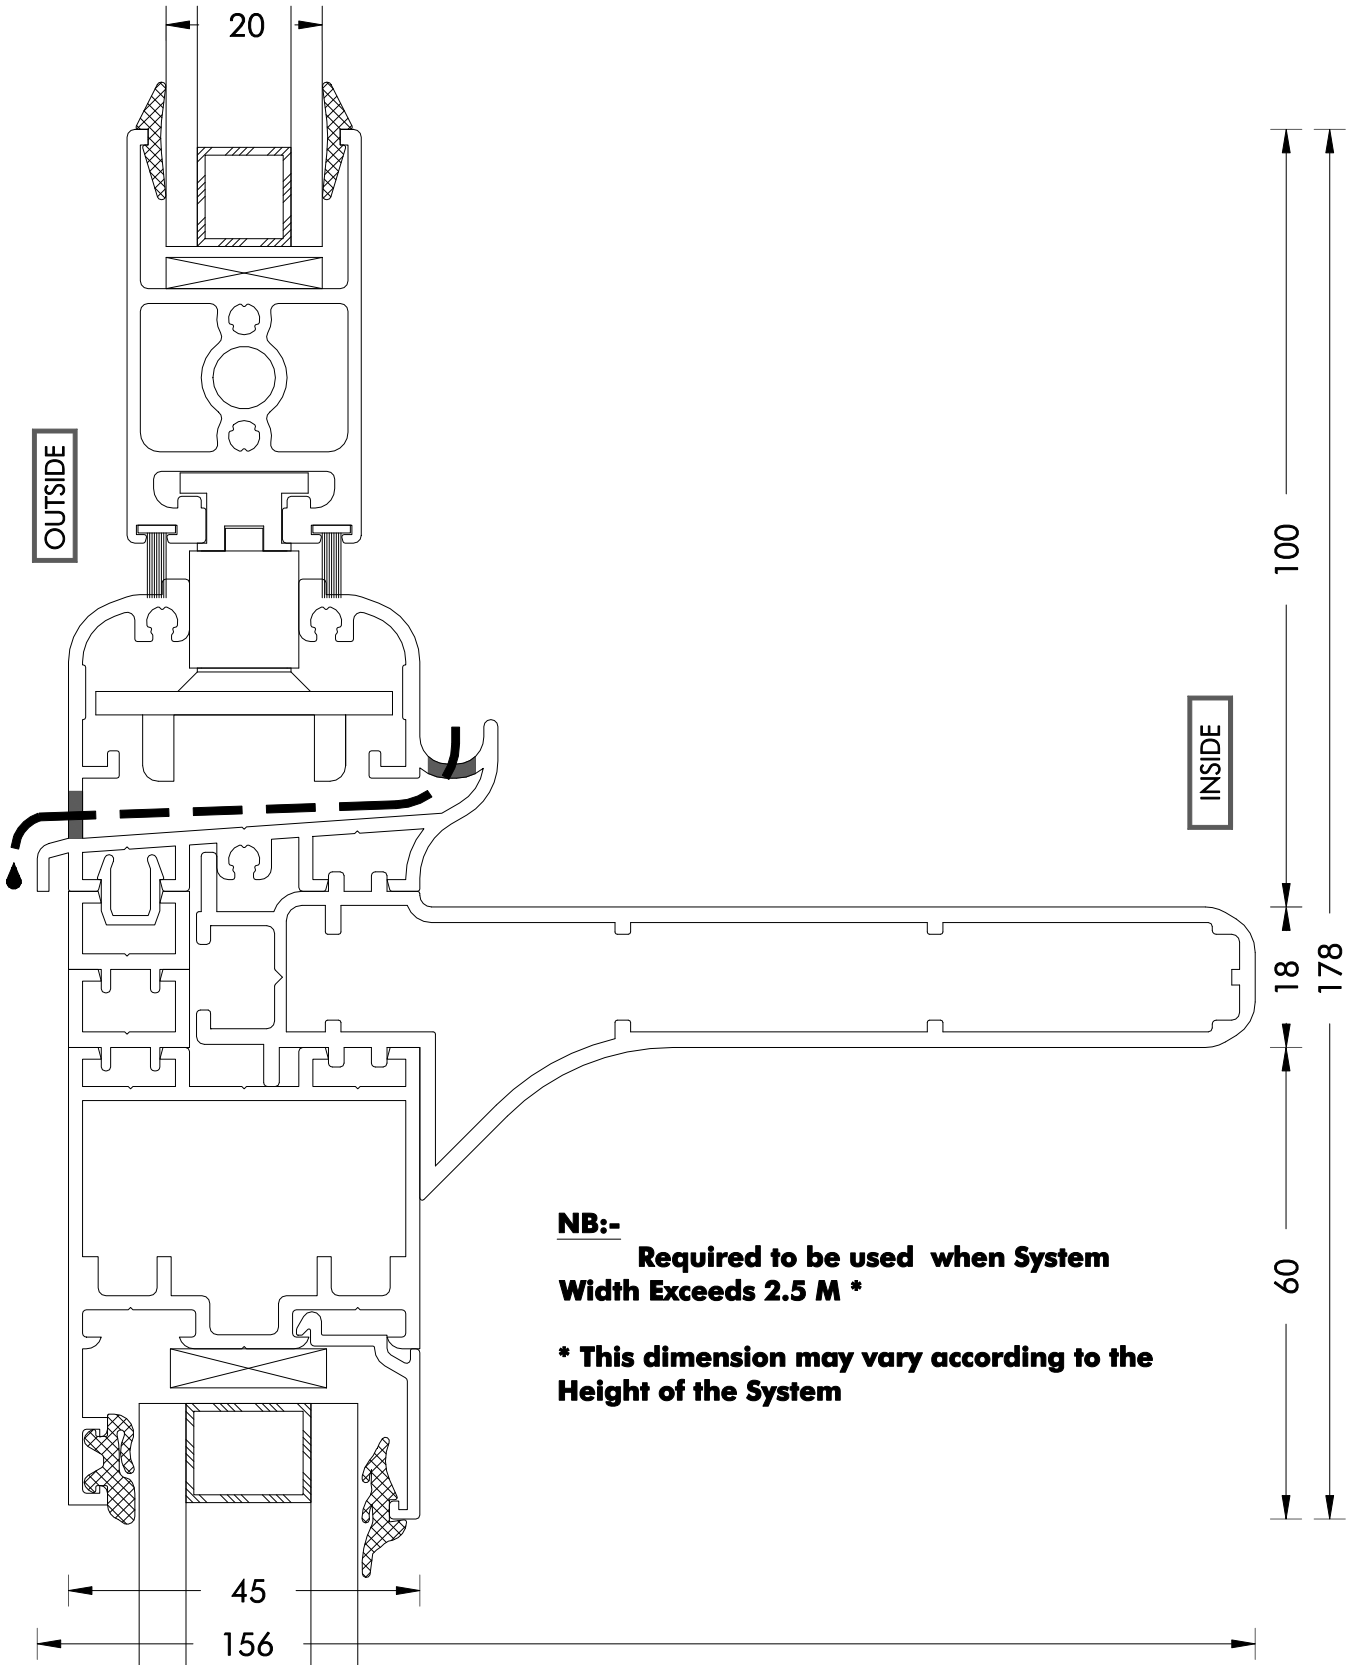 20
OUTSIDE
100
INSIDE
18
178
60
NB:-
Required to be used when System
Width Exceeds 2.5 M *
* This dimension may vary according to the
Height of the System
45
156